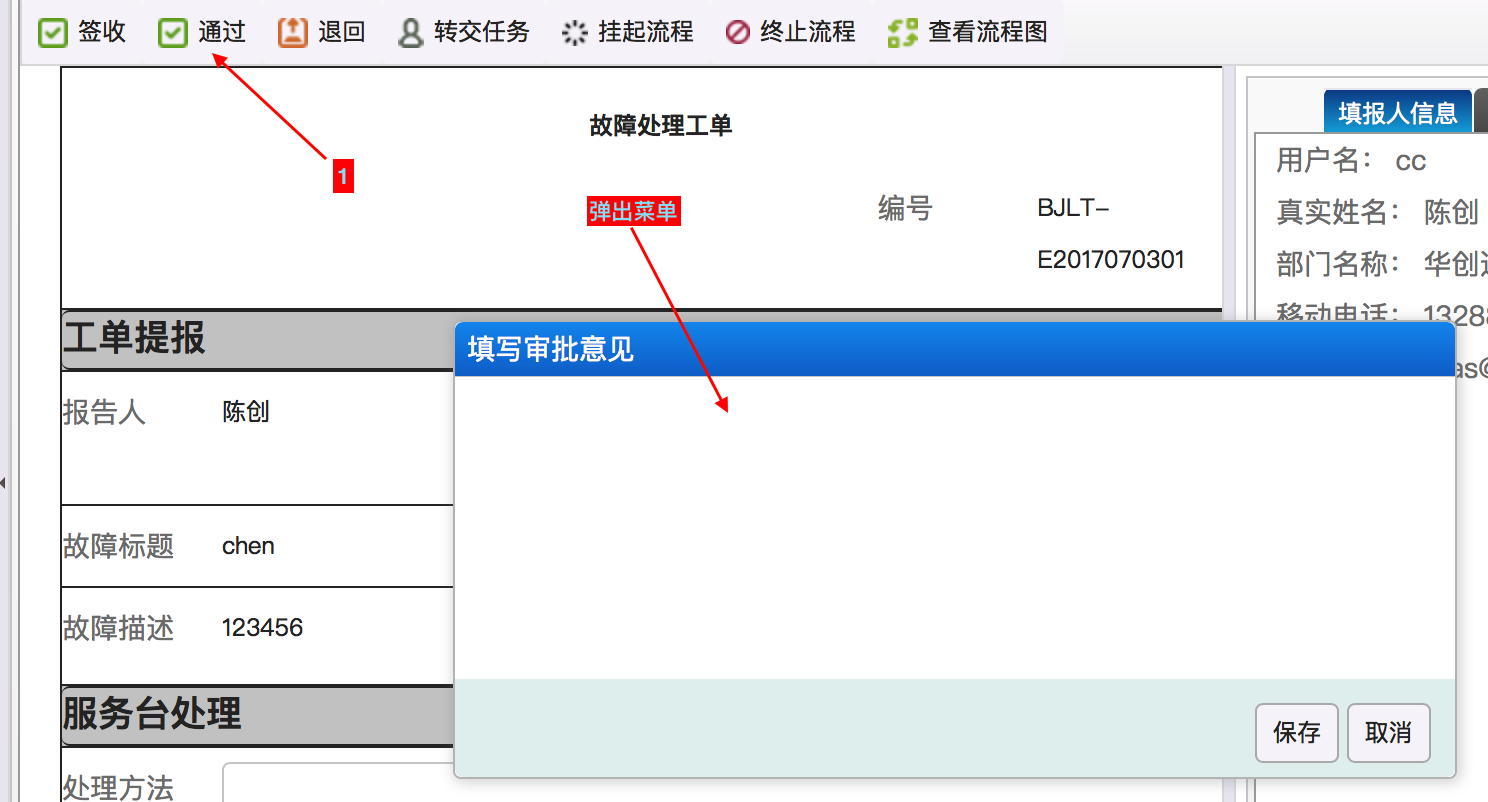 签收 通过 退回 转交任务 挂起流程 终止流程 查看流程图
故障处理工单
1
弹出菜单
编号 BJLT-
E2017070301
工单提报
报告人 陈创
故障标题 chen
故障描述 123456
服务台处理
处理方法
填写审批意见
保存 取消
填报人信息
用户名: cc
真实姓名: 陈创
部门名称: 华创
移动电话: 1328
as@